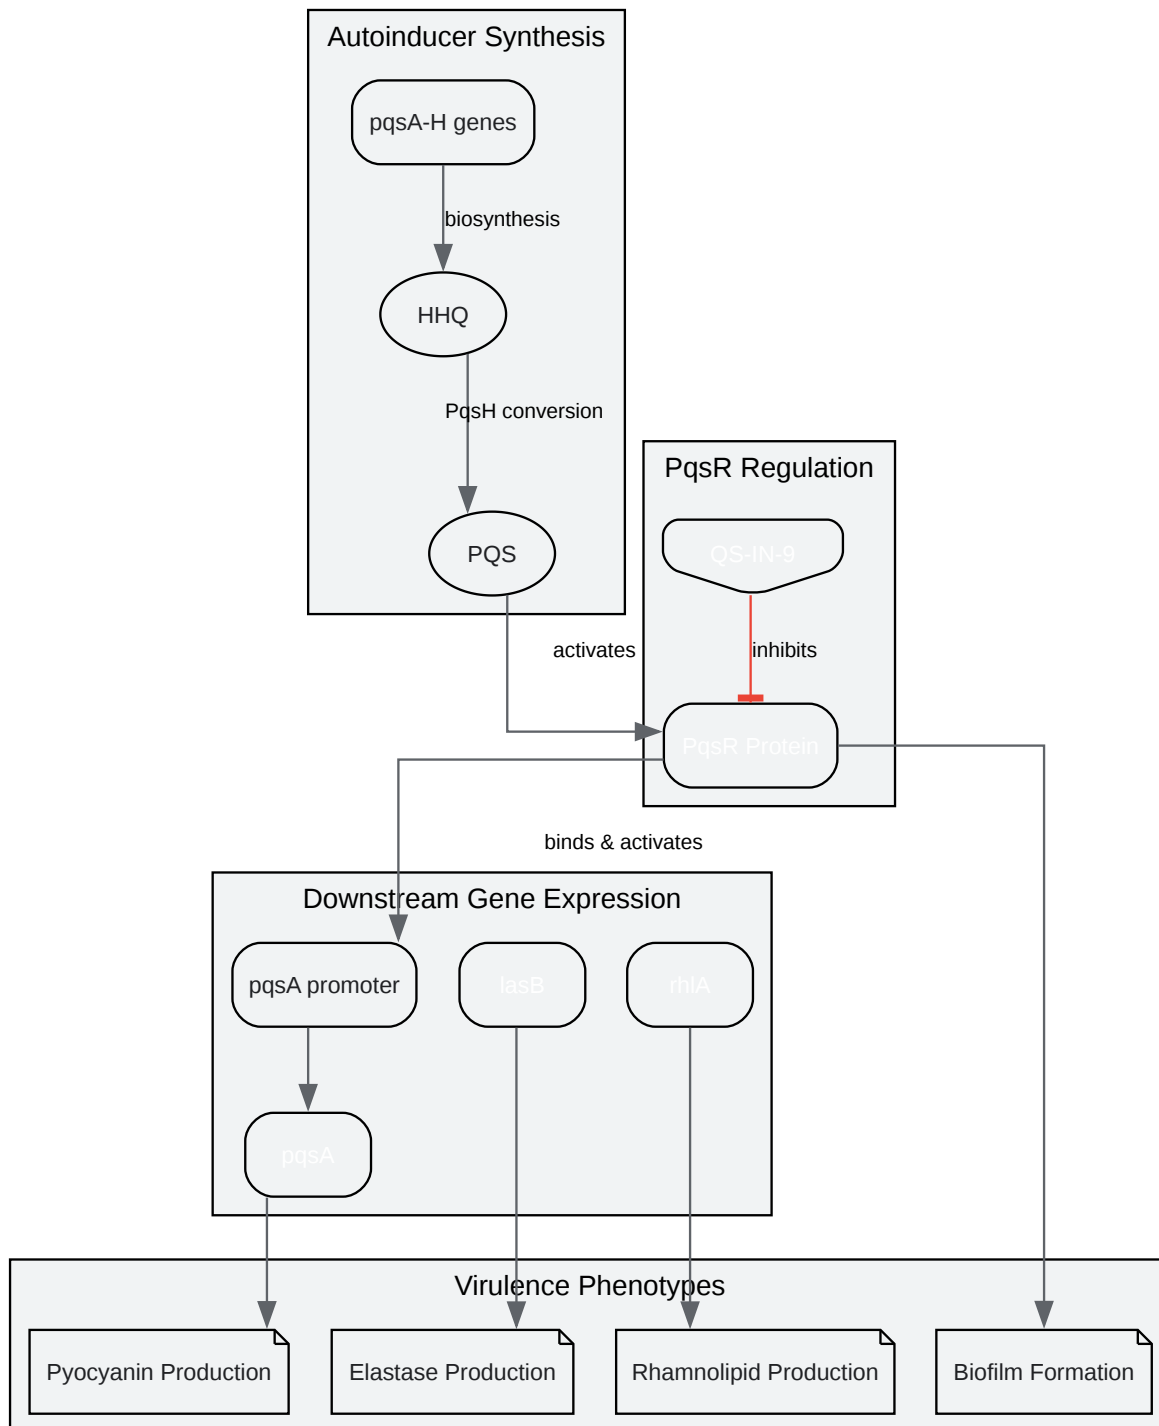 Autoinducer Synthesis
pqsA-H genes
biosynthesis
HHQ
PqsH conversion
PqsR Regulation
QS-IN-9
PQS
activates
inhibits
PqsR Protein
binds & activates
Downstream Gene Expression
pqsA promoter
lasB
rhlA
pqsA
Virulence Phenotypes
Pyocyanin Production
Elastase Production
Rhamnolipid Production
Biofilm Formation